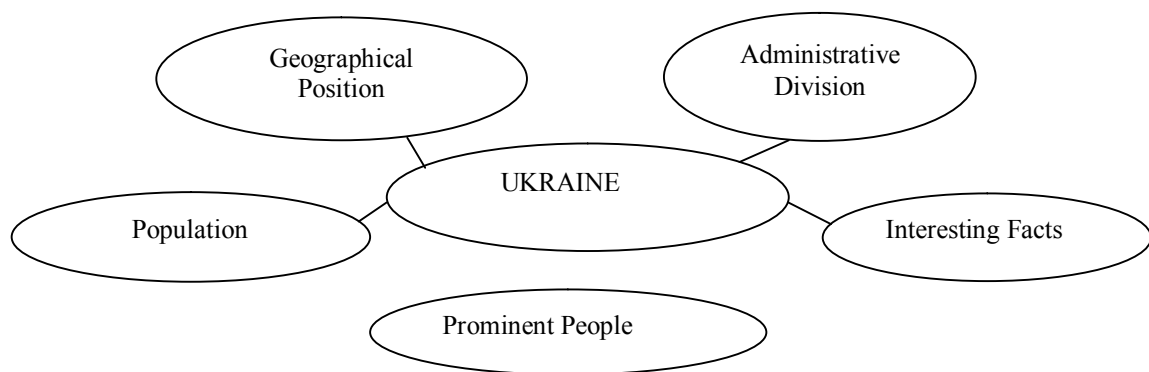 Geographical
Position
Administrative
Division
UKRAINE
Population
Interesting Facts
Prominent People